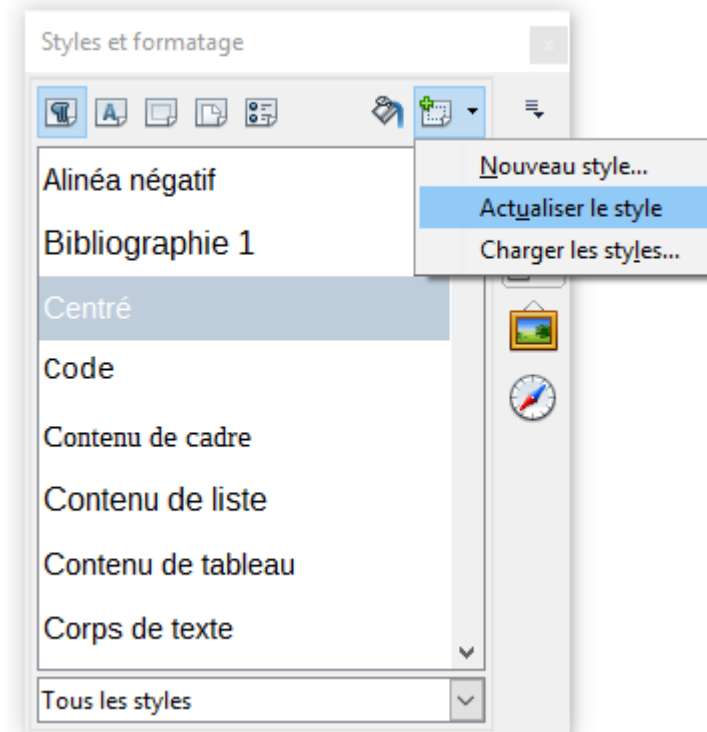 Styles et formatage
Nouveau style...
Actualiser le style
Charger les styles...
Alinéa négatif
Bibliographie 1
Centré
Code
Contenu de cadre
Contenu de liste
Contenu de tableau
Corps de texte
Tous les styles